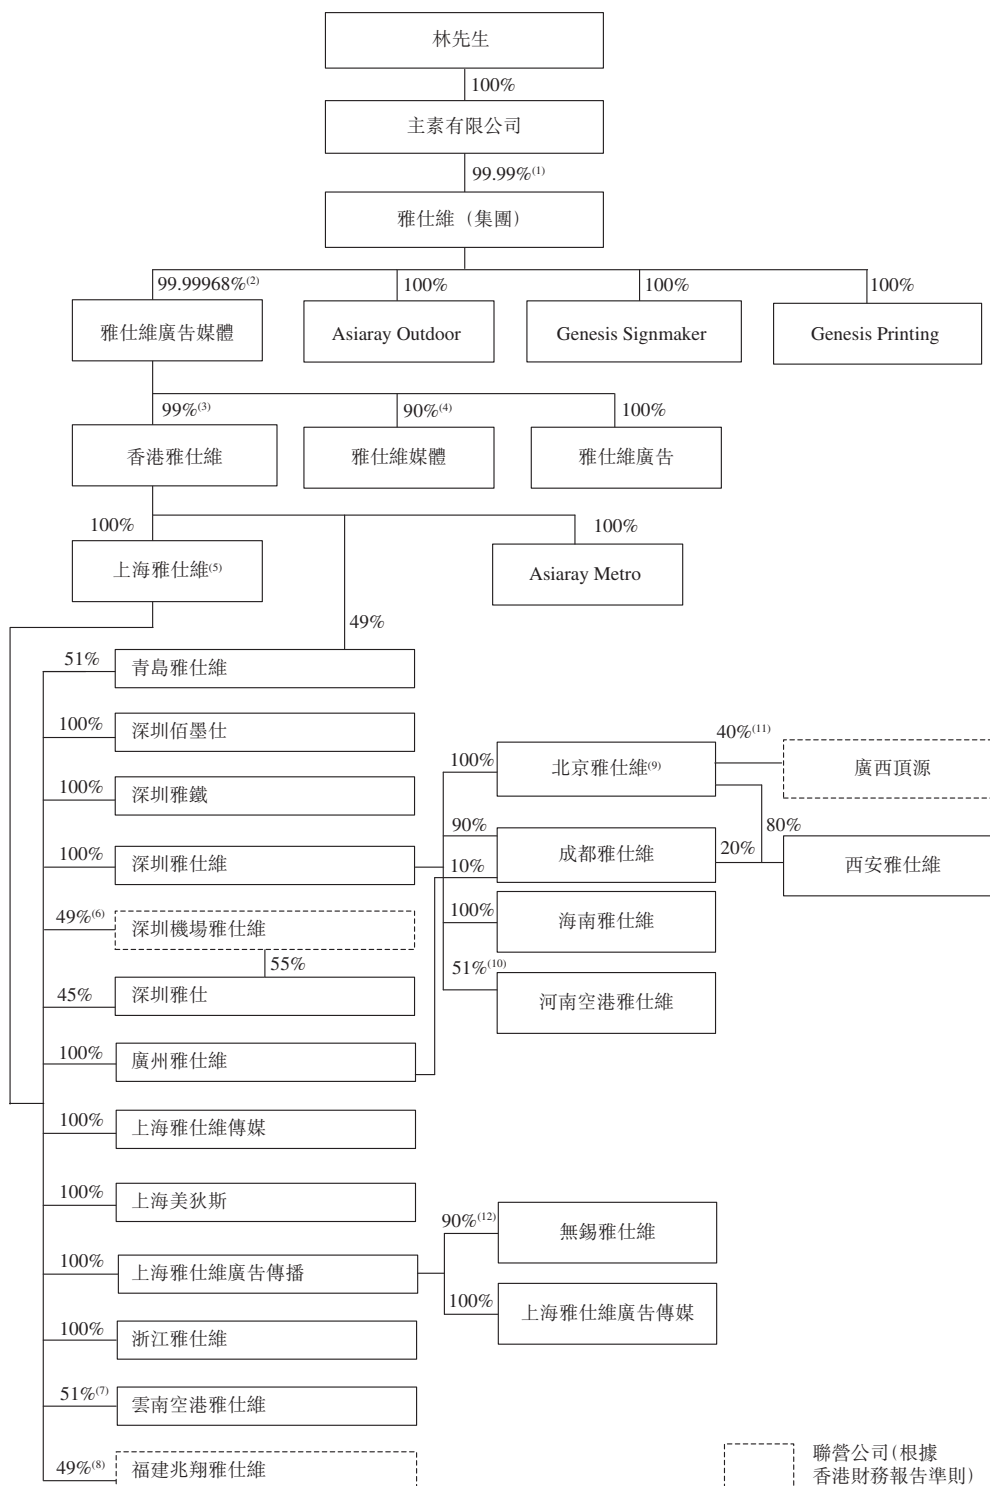 林先生
100%
主素有限公司
99.99%(1)
雅仕維（集團）
99.99968%(2)
100%
100%
100%
雅仕維廣告媒體
Asiaray Outdoor
Genesis Signmaker
Genesis Printing
99%(3)
90%(4)
100%
香港雅仕維
雅仕維媒體
雅仕維廣告
100%
100%
上海雅仕維(5)
Asiaray Metro
49%
51%
青島雅仕維
100%
深圳佰墨仕
100%
深圳雅鐵
100%
深圳雅仕維
49%(6)
深圳機場雅仕維
55%
45%
深圳雅仕
100%
廣州雅仕維
100%
上海雅仕維傳媒
100%
上海美狄斯
100%
上海雅仕維廣告傳播
100%
浙江雅仕維
51%(7)
雲南空港雅仕維
49%(8)
福建兆翔雅仕維
100%
北京雅仕維(9)
40%(11)
廣西頂源
90%
10%
成都雅仕維
20%
80%
西安雅仕維
100%
海南雅仕維
51%(10)
河南空港雅仕維
90%(12)
無錫雅仕維
100%
上海雅仕維廣告傳媒
聯營公司(根據
香港財務報告準則)